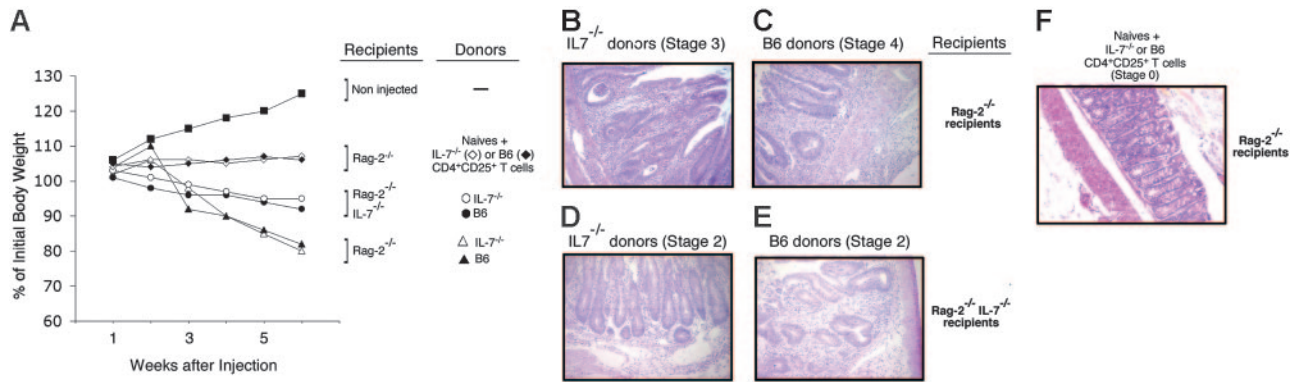 A
% of Initial Body Weight
130
120
110
100
90
80
70
60
1 3 5
Weeks after Injection
Recipients Donors
Non injected —
Rag-2-/-
Naives +
IL-7-/- (◇) or B6 (◆)
CD4+CD25+ T cells
Rag-2-/-
IL-7-/-
○ IL-7-/-
● B6
Rag-2-/-
△ IL-7-/-
▲ B6
B
IL7-/- donors (Stage 3)
C
B6 donors (Stage 4)
Recipients
Rag-2-/-
recipients
D
IL7-/- donors (Stage 2)
E
B6 donors (Stage 2)
Rag-2-/- IL-7-/-
recipients
F
Naives +
IL-7-/- or B6
CD4+CD25+ T cells
(Stage 0)
Rag-2-/-
recipients